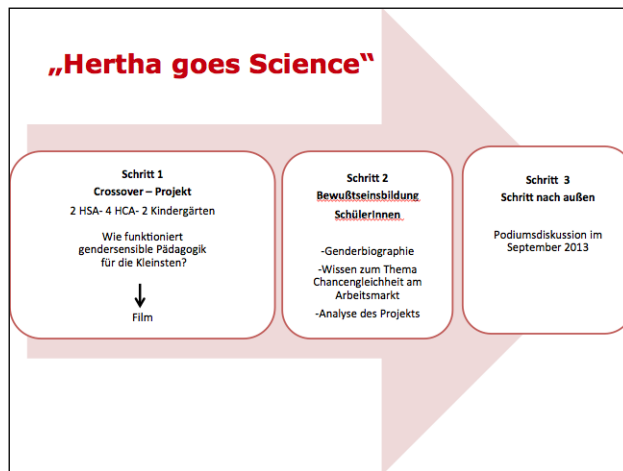 „Hertha goes Science“
Schritt 1
Crossover – Projekt
2 HSA- 4 HCA- 2 Kindergärten
Wie funktioniert
gendersensible Pädagogik
für die Kleinsten?
Film
Schritt 2
Bewußtseinsbildung
SchülerInnen
-Genderbiographie
-Wissen zum Thema
Chancengleichheit am
Arbeitsmarkt
-Analyse des Projekts
Schritt 3
Schritt nach außen
Podiumsdiskussion im
September 2013